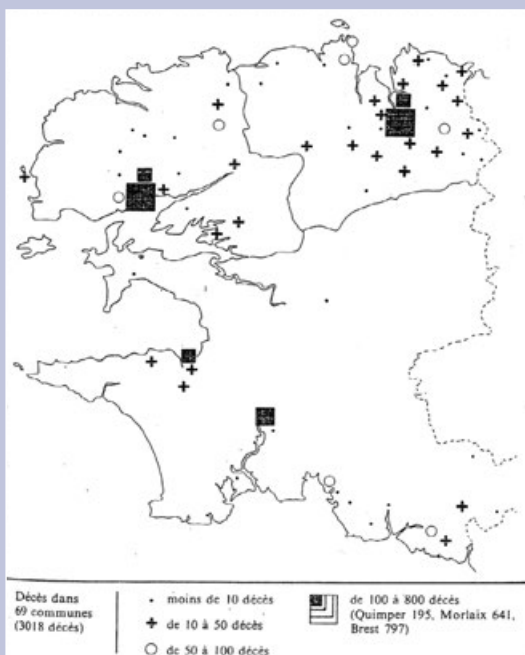 Décès dans
69 communes
(3018 décès)
• moins de 10 décès
+ de 10 à 50 décès
○ de 50 à 100 décès
de 100 à 800 décès
(Quimper 195, Morlaix 641,
Brest 797)